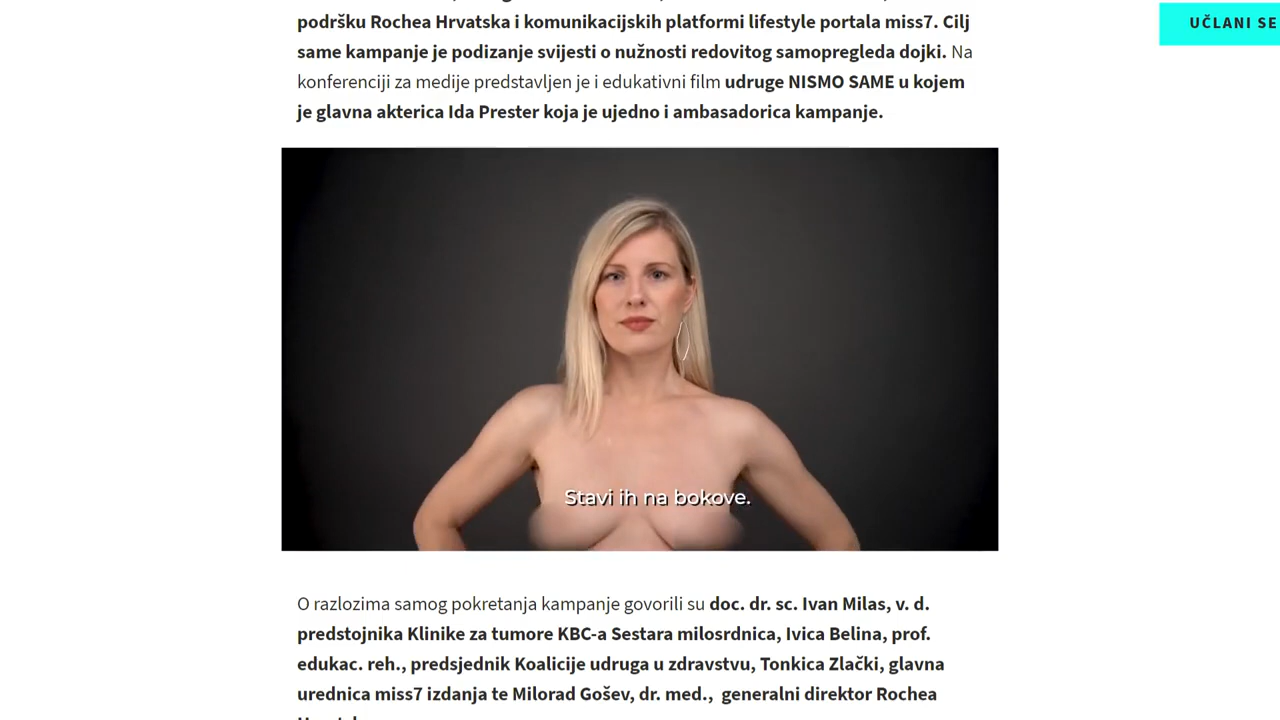 podršku Rochea Hrvatska i komunikacijskih platformi lifestyle portala miss7. Cilj
UČLANI SE
same kampanje je podizanje svijesti o nužnosti redovitog samopregleda dojki. Na
konferenciji za medije predstavljen je i edukativni film udruge NISMO SAME u kojem
je glavna akterica Ida Prester koja je ujedno i ambasadorica kampanje.
Stavi ih na bokove.
O razlozima samog pokretanja kampanje govorili su doc. dr. sc. Ivan Milas, v. d.
predstojnika Klinike za tumore KBC-a Sestara milosrdnica, Ivica Belina, prof.
edukac. reh., predsjednik Koalicije udruga u zdravstvu, Tonkica Zlački, glavna
urednica miss7 izdanja te Milorad Gošev, dr. med., generalni direktor Rochea